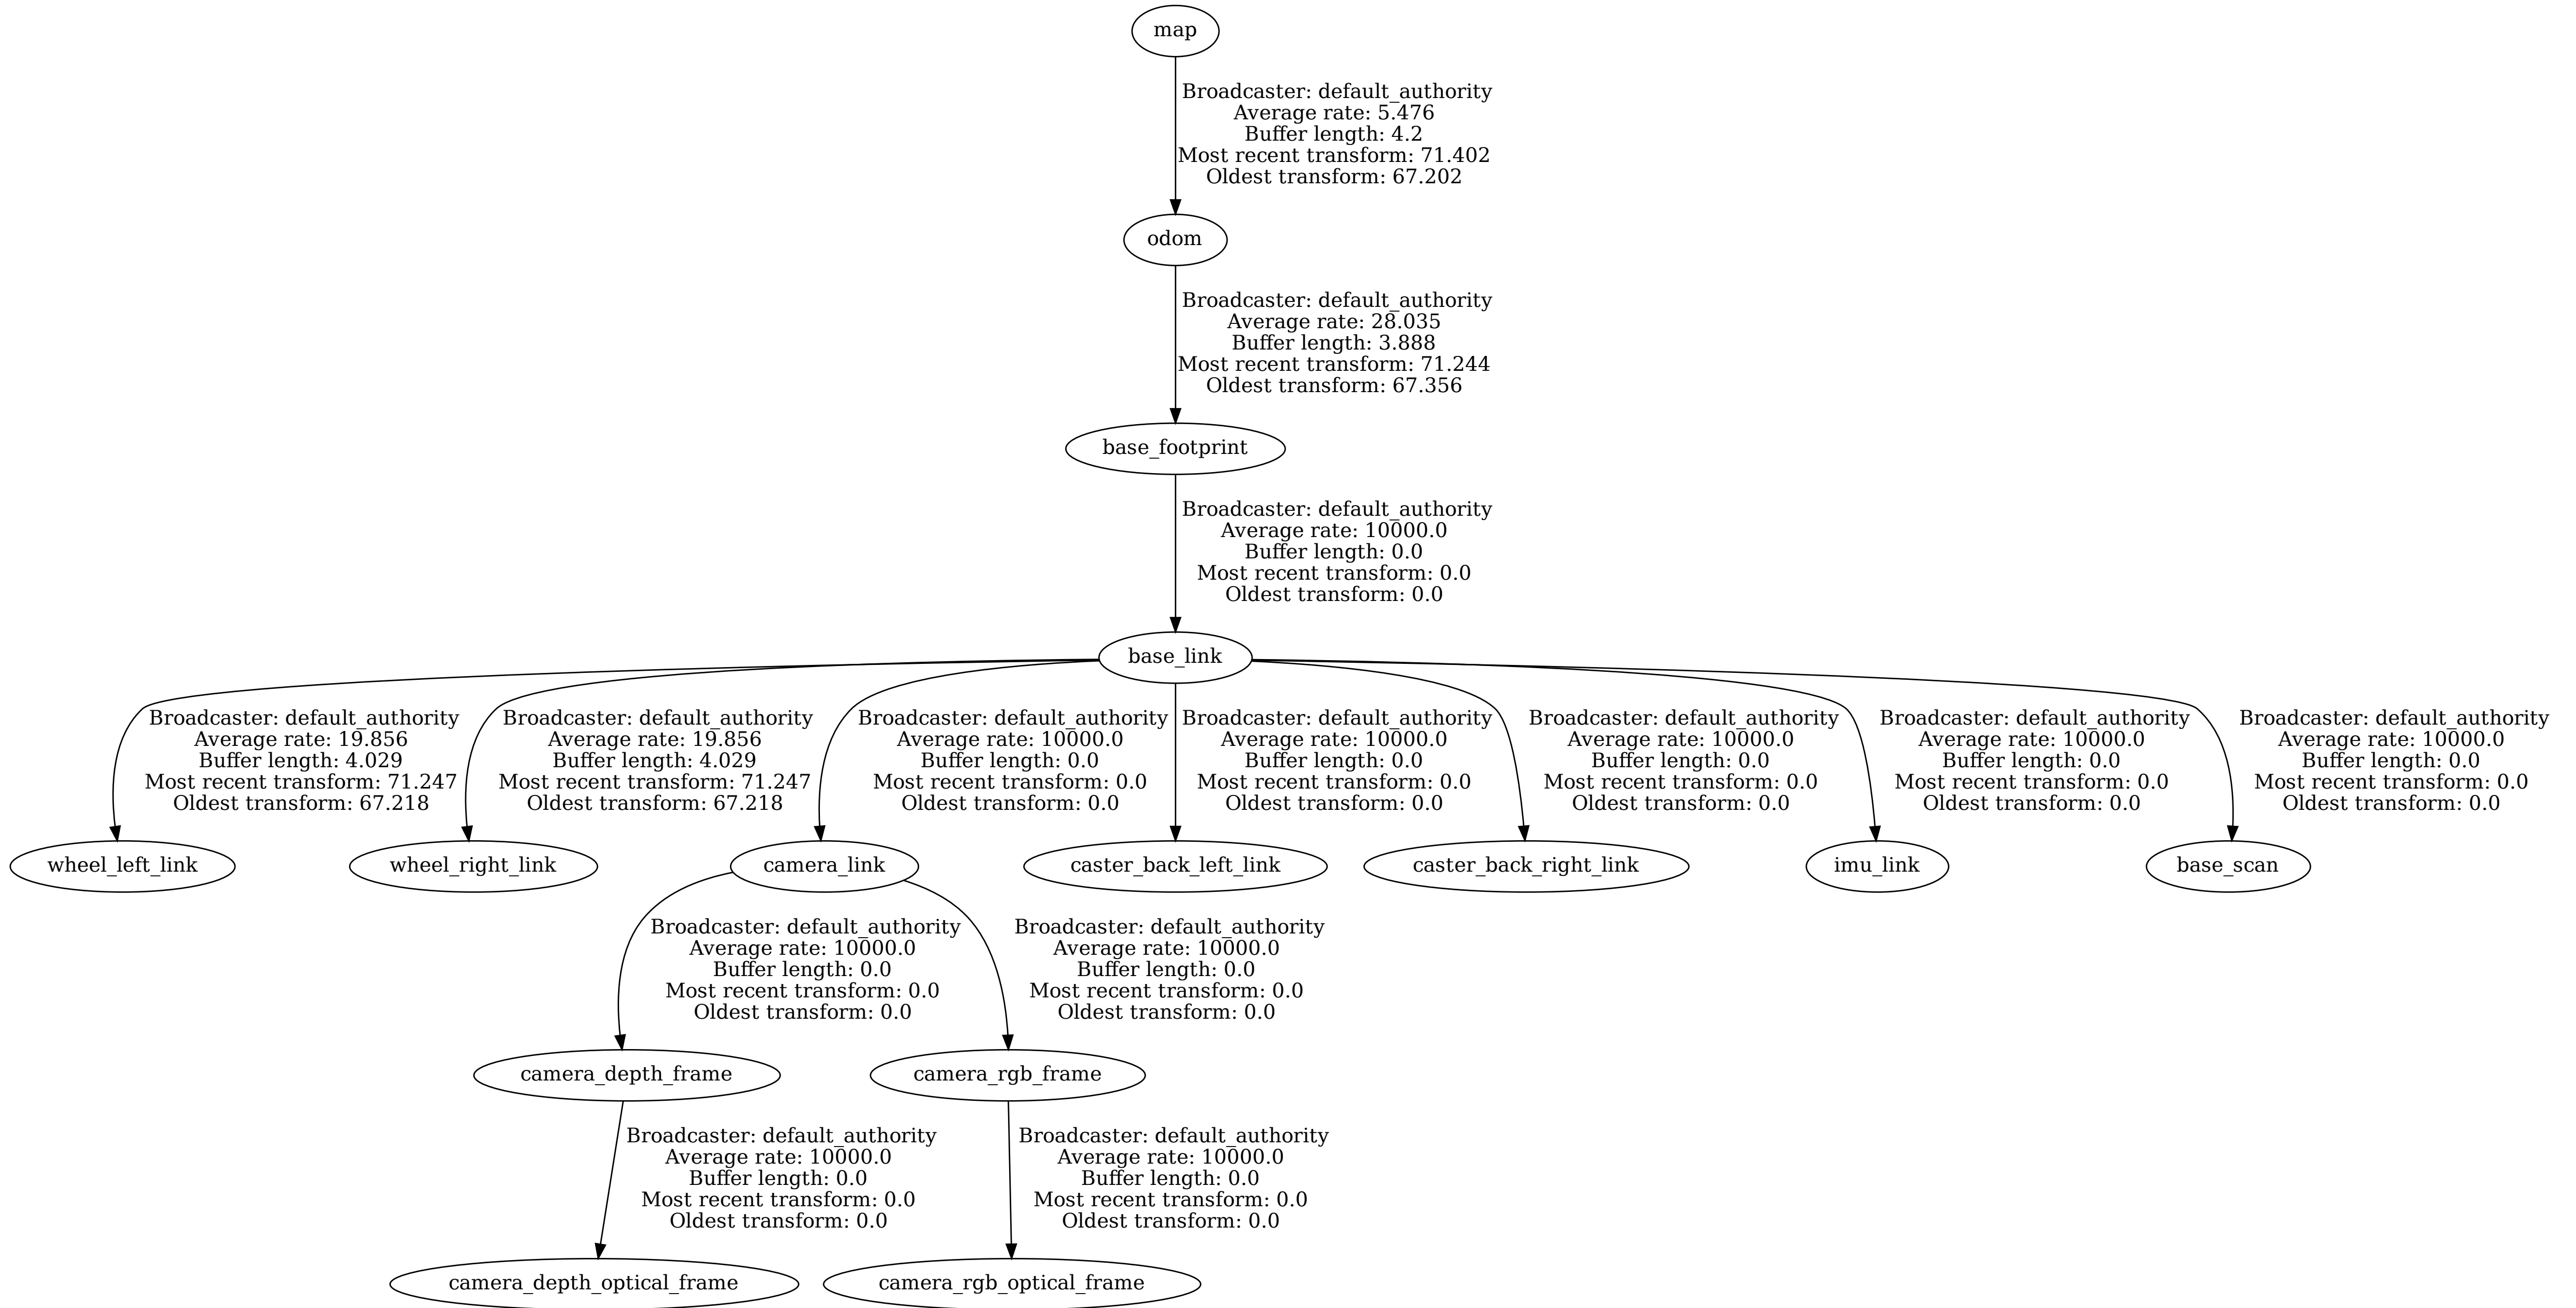 map
Broadcaster: default_authority
Average rate: 5.476
Buffer length: 4.2
Most recent transform: 71.402
Oldest transform: 67.202
odom
Broadcaster: default_authority
Average rate: 28.035
Buffer length: 3.888
Most recent transform: 71.244
Oldest transform: 67.356
base_footprint
Broadcaster: default_authority
Average rate: 10000.0
Buffer length: 0.0
Most recent transform: 0.0
Oldest transform: 0.0
base_link
Broadcaster: default_authority
Average rate: 19.856
Buffer length: 4.029
Most recent transform: 71.247
Oldest transform: 67.218
Broadcaster: default_authority
Average rate: 19.856
Buffer length: 4.029
Most recent transform: 71.247
Oldest transform: 67.218
Broadcaster: default_authority
Average rate: 10000.0
Buffer length: 0.0
Most recent transform: 0.0
Oldest transform: 0.0
Broadcaster: default_authority
Average rate: 10000.0
Buffer length: 0.0
Most recent transform: 0.0
Oldest transform: 0.0
Broadcaster: default_authority
Average rate: 10000.0
Buffer length: 0.0
Most recent transform: 0.0
Oldest transform: 0.0
Broadcaster: default_authority
Average rate: 10000.0
Buffer length: 0.0
Most recent transform: 0.0
Oldest transform: 0.0
Broadcaster: default_authority
Average rate: 10000.0
Buffer length: 0.0
Most recent transform: 0.0
Oldest transform: 0.0
wheel_left_link
wheel_right_link
camera_link
caster_back_left_link
caster_back_right_link
imu_link
base_scan
Broadcaster: default_authority
Average rate: 10000.0
Buffer length: 0.0
Most recent transform: 0.0
Oldest transform: 0.0
Broadcaster: default_authority
Average rate: 10000.0
Buffer length: 0.0
Most recent transform: 0.0
Oldest transform: 0.0
camera_depth_frame
camera_rgb_frame
Broadcaster: default_authority
Average rate: 10000.0
Buffer length: 0.0
Most recent transform: 0.0
Oldest transform: 0.0
Broadcaster: default_authority
Average rate: 10000.0
Buffer length: 0.0
Most recent transform: 0.0
Oldest transform: 0.0
camera_depth_optical_frame
camera_rgb_optical_frame